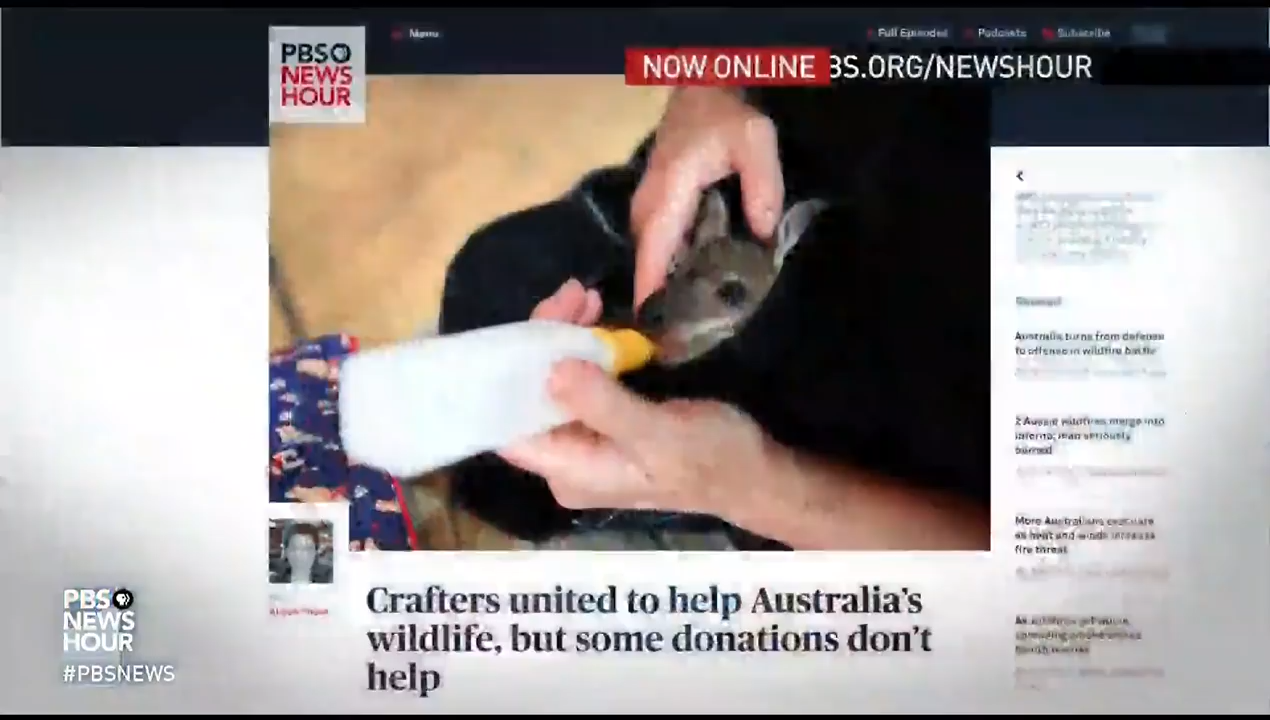 PBS
NEWS
HOUR
Menu
Full Episodes
Podcasts
Subscribe
NOW ONLINE
BS.ORG/NEWSHOUR
Australia turns from defense
to offense in wildfire battle
2 Aussie wildfires merge into
inferno, man seriously
burned
More Australians evacuate
as heat and winds increase
fire threat
Crafters united to help Australia's
wildlife, but some donations don't
help
PBS
NEWS
HOUR
#PBSNEWS